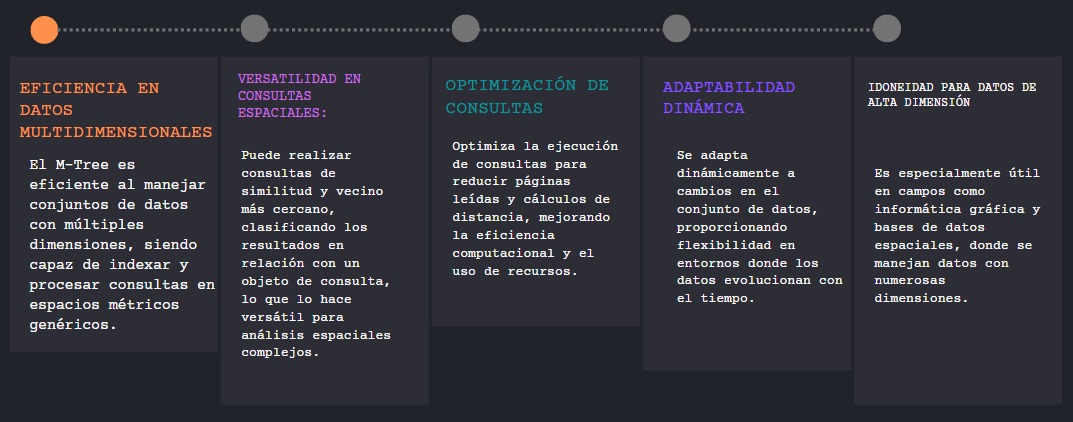 EFICIENCIA EN
DATOS
MULTIDIMENSIONALES
El M-Tree es
eficiente al manejar
conjuntos de datos
con múltiples
dimensiones, siendo
capaz de indexar y
procesar consultas en
espacios métricos
genéricos.
VERSATILIDAD EN
CONSULTAS
ESPACIALES:
Puede realizar
consultas de
similitud y vecino
más cercano,
clasificando los
resultados en
relación con un
objeto de consulta,
lo que lo hace
versátil para
análisis espaciales
complejos.
OPTIMIZACIÓN DE
CONSULTAS
Optimiza la ejecución
de consultas para
reducir páginas
leídas y cálculos de
distancia, mejorando
la eficiencia
computacional y el
uso de recursos.
ADAPTABILIDAD
DINÁMICA
Se adapta
dinámicamente a
cambios en el
conjunto de datos,
proporcionando
flexibilidad en
entornos donde los
datos evolucionan con
el tiempo.
IDONEIDAD PARA DATOS DE
ALTA DIMENSIÓN
Es especialmente útil
en campos como
informática gráfica y
bases de datos
espaciales, donde se
manejan datos con
numerosas
dimensiones.